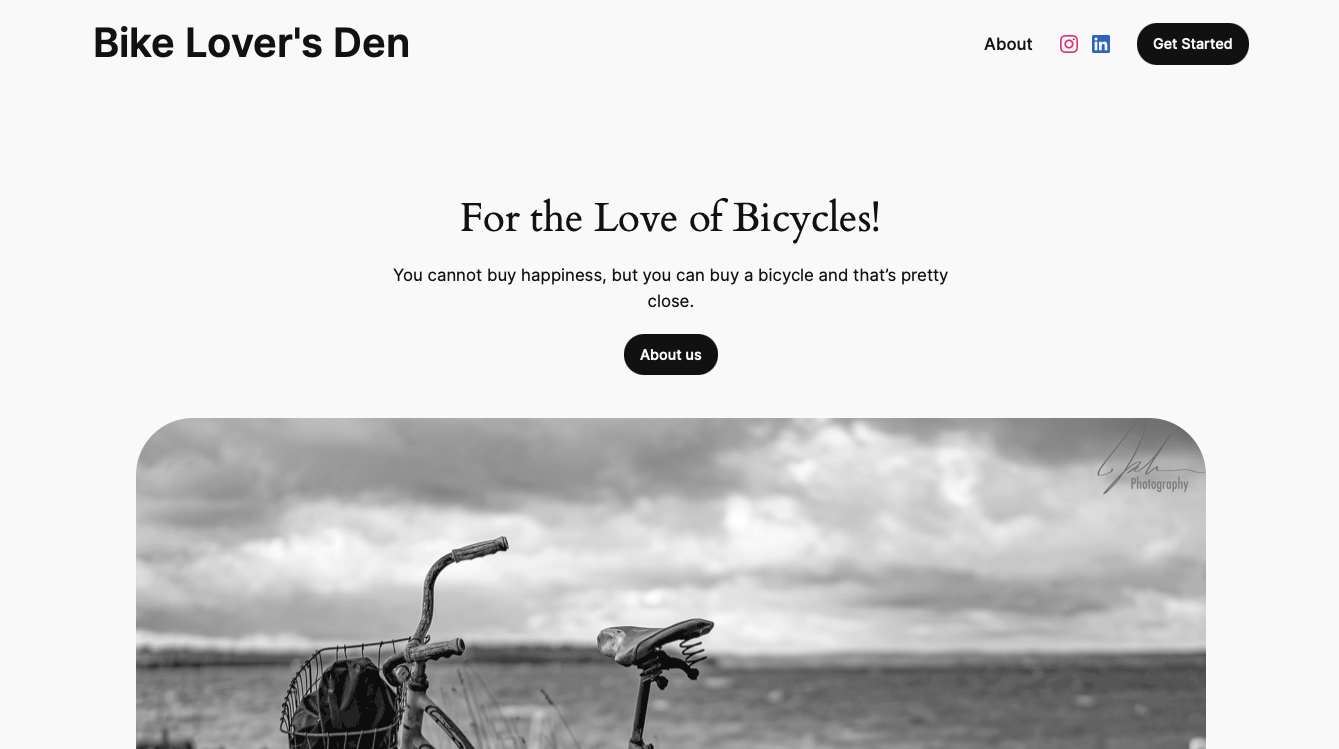 Bike Lover's Den
About
Get Started
For the Love of Bicycles!
You cannot buy happiness, but you can buy a bicycle and that’s pretty
close.
About us
Photography